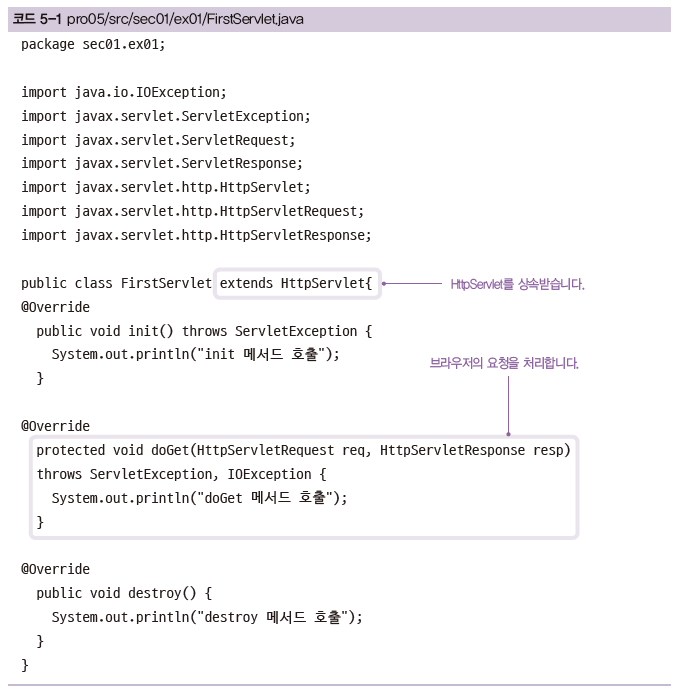 코드 5-1 pro05/src/sec01/ex01/FirstServlet.java
package sec01.ex01;
import java.io.IOException;
import javax.servlet.ServletException;
import javax.servlet.ServletRequest;
import javax.servlet.ServletResponse;
import javax.servlet.http.HttpServlet;
import javax.servlet.http.HttpServletRequest;
import javax.servlet.http.HttpServletResponse;
public class FirstServlet extends HttpServlet{
HttpServlet를 상속받습니다.
@Override
public void init() throws ServletException {
System.out.println("init 메서드 호출");
}
브라우저의 요청을 처리합니다.
@Override
protected void doGet(HttpServletRequest req, HttpServletResponse resp)
throws ServletException, IOException {
System.out.println("doGet 메서드 호출");
}
@Override
public void destroy() {
System.out.println("destroy 메서드 호출");
}
}